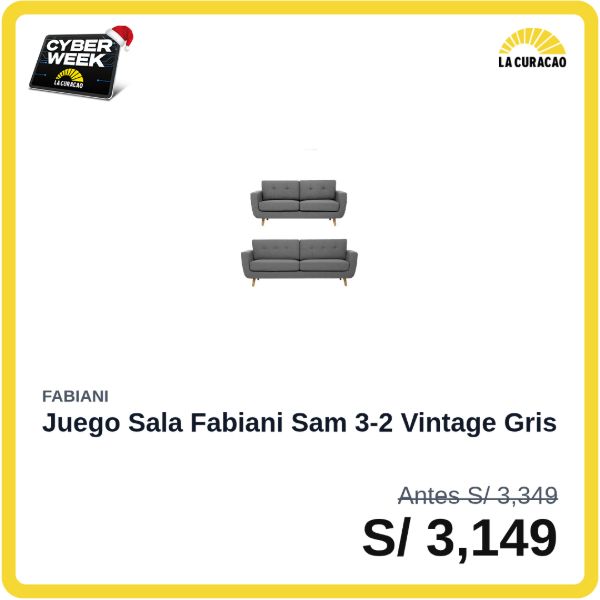 CYBER
WEEK
LA CURACAO
LA CURACAO
FABIANI
Juego Sala Fabiani Sam 3-2 Vintage Gris
Antes S/ 3,349
S/ 3,149